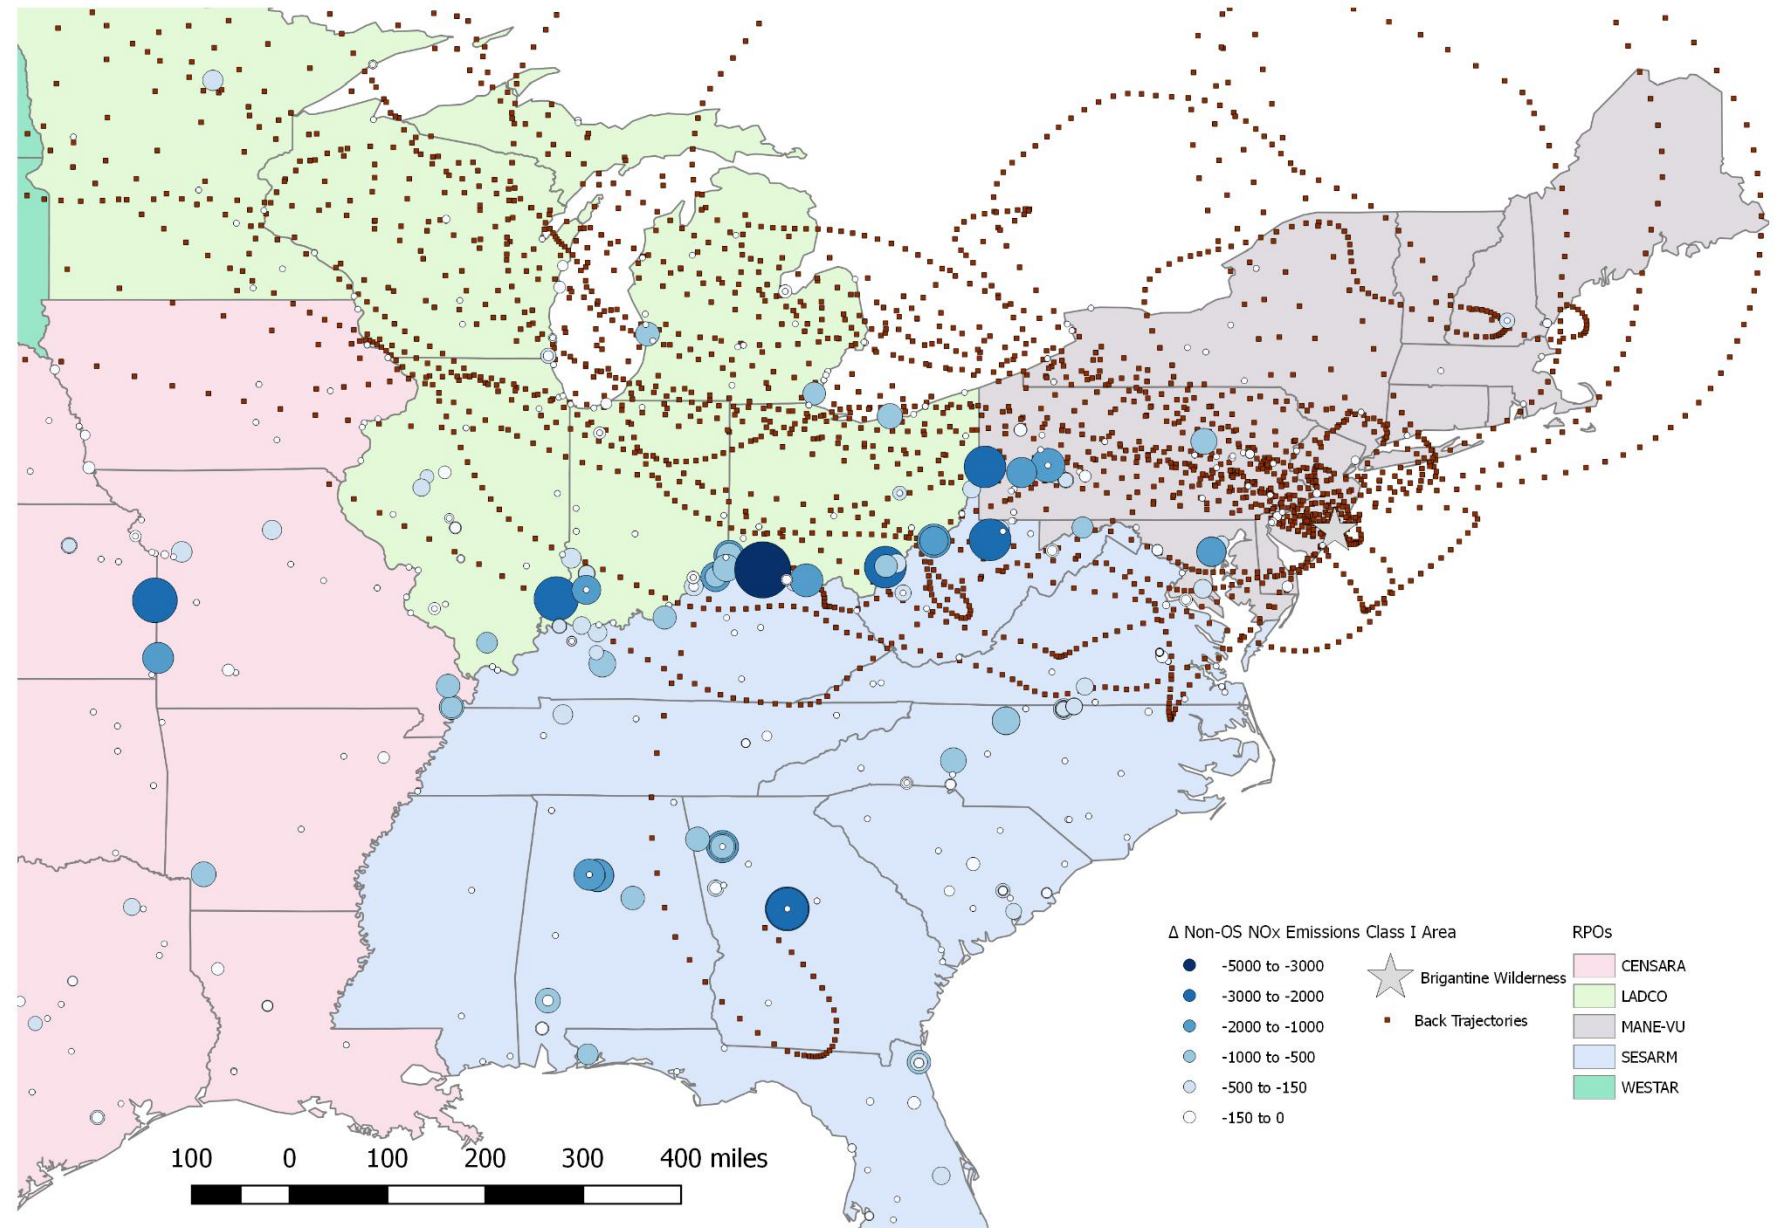 Δ Non-OS NOx Emissions Class I Area
RPOs
-5000 to -3000
-3000 to -2000
-2000 to -1000
-1000 to -500
-500 to -150
-150 to 0
Brigantine Wilderness
Back Trajectories
CENSARA
LADCO
MANE-VU
SESARM
WESTAR
100 0 100 200 300 400 miles